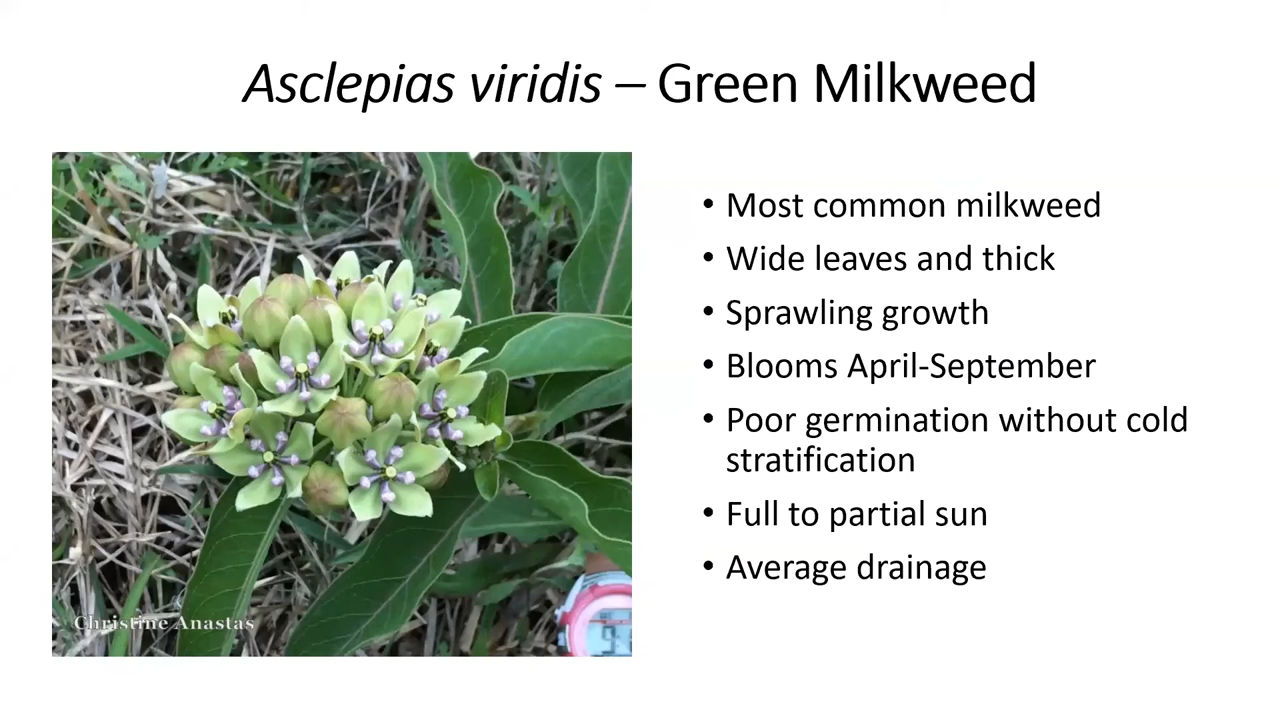 Asclepias viridis – Green Milkweed
• Most common milkweed
• Wide leaves and thick
• Sprawling growth
• Blooms April-September
• Poor germination without cold
stratification
• Full to partial sun
• Average drainage
Christine Anastas